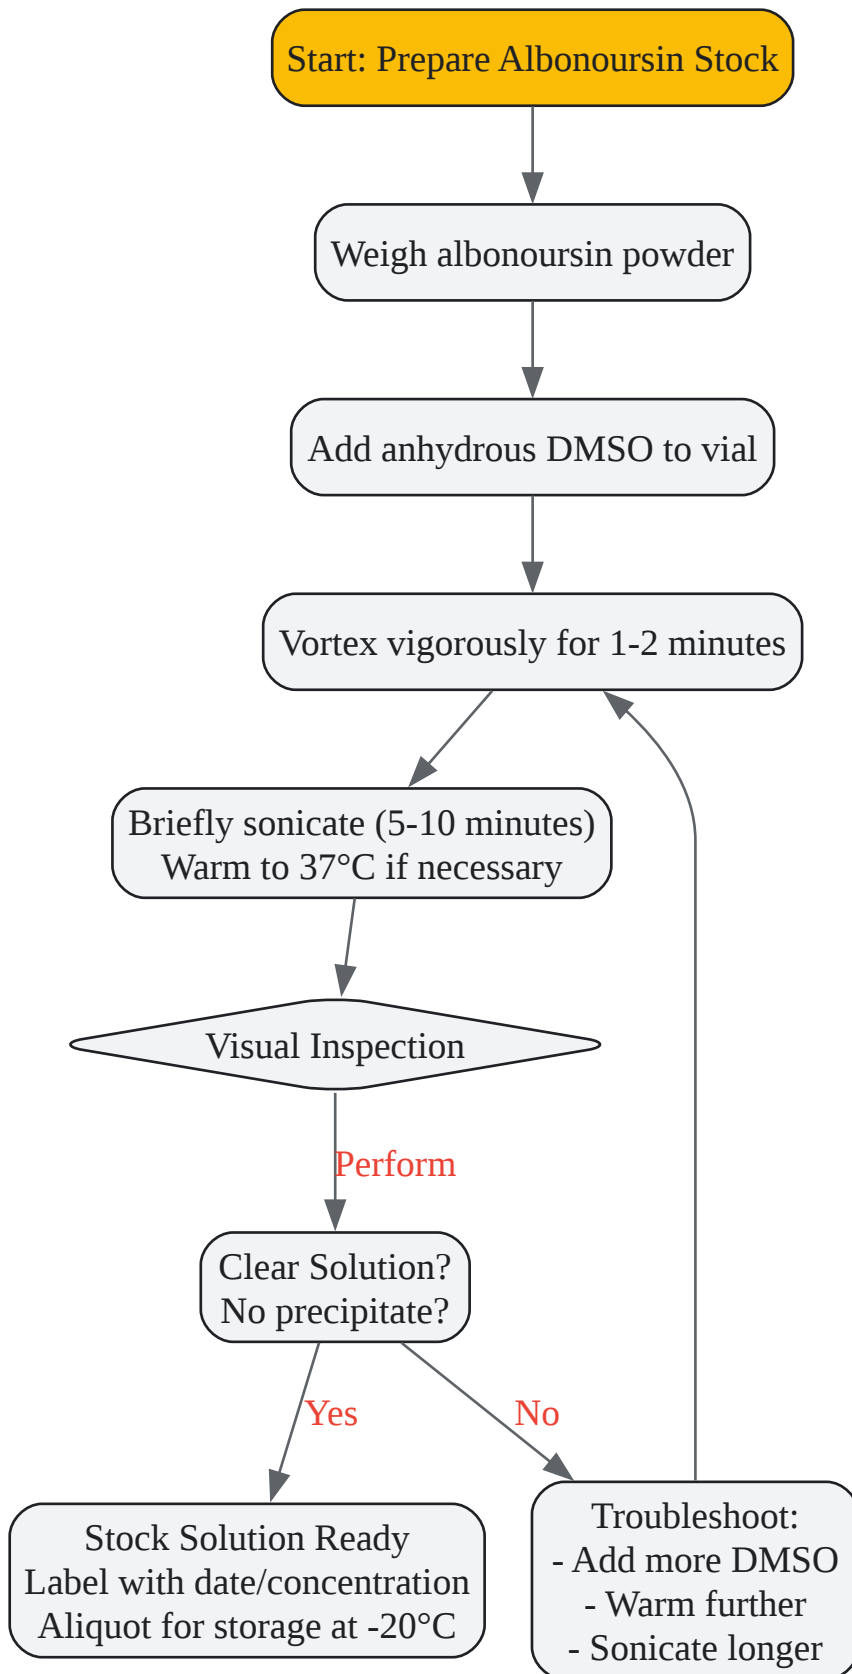 Start: Prepare Albonoursin Stock
Weigh albonoursin powder
Add anhydrous DMSO to vial
Vortex vigorously for 1-2 minutes
Briefly sonicate (5-10 minutes)
Warm to 37°C if necessary
Visual Inspection
Perform
Clear Solution?
No precipitate?
Yes
No
Stock Solution Ready
Label with date/concentration
Aliquot for storage at -20°C
Troubleshoot:
- Add more DMSO
- Warm further
- Sonicate longer